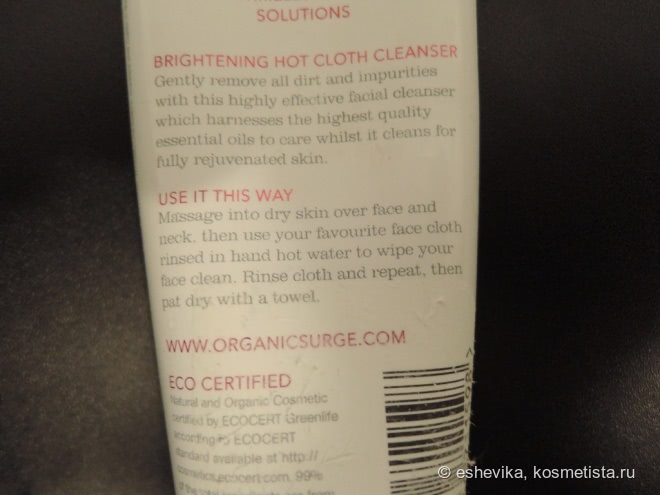 SOLUTIONS
BRIGHTENING HOT CLOTH CLEANSER
Gently remove all dirt and impurities
with this highly effective facial cleanser
which harnesses the highest quality
essential oils to care whilst it cleans for
fully rejuvenated skin.
USE IT THIS WAY
Massage into dry skin over face and
neck, then use your favourite face cloth
rinsed in hand hot water to wipe your
face clean. Rinse cloth and repeat, then
pat dry with a towel.
WWW.ORGANICSURGE.COM
ECO CERTIFIED
Natural and Organic Cosmetic
certified by ECOCERT Greenlife
according to ECOCERT
standard available at http://
cosmetics.ecocert.com. 99%
© eshevika, kosmetista.ru